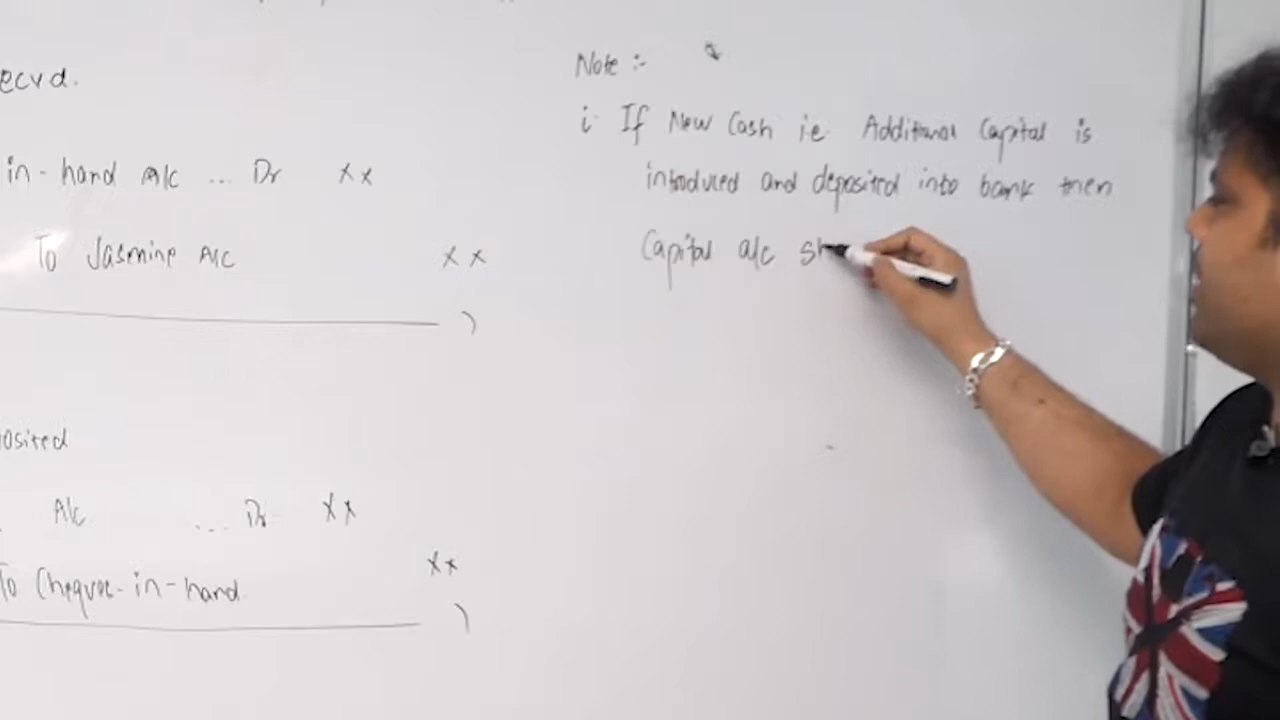 ecvd.
in-hand A/c ... Dr xx
To Jasmine A/c xx
)
osited
A/c ... Dr xx
To Cheque-in-hand xx
)
Note :-
i. If New Cash i.e. Additional Capital is
introduced and deposited into bank then
Capital a/c sh